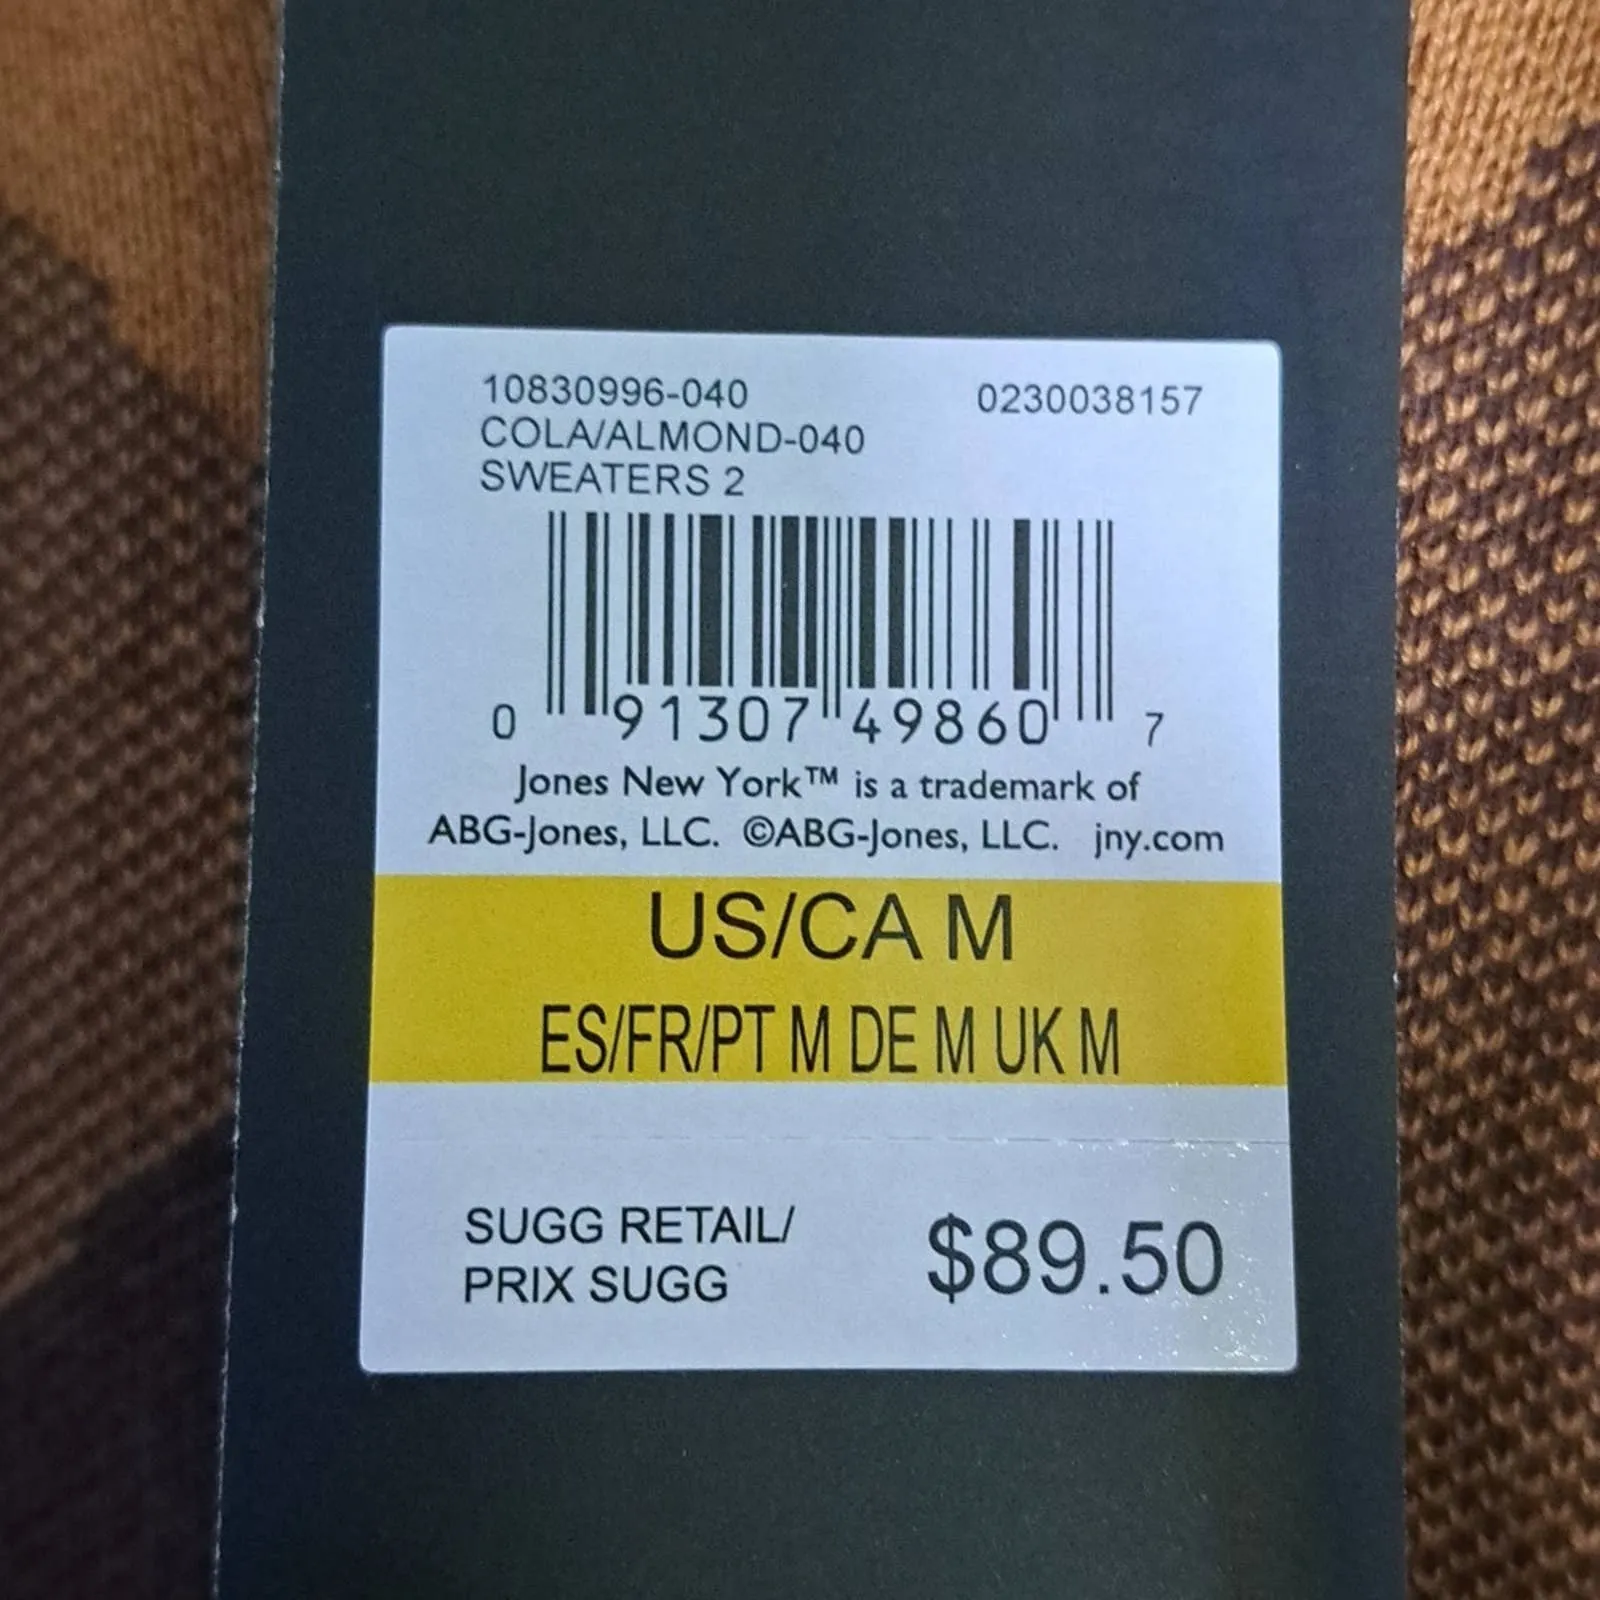 10830996-040 0230038157
COLA/ALMOND-040
SWEATERS 2
0 91307 49860 7
Jones New York™ is a trademark of
ABG-Jones, LLC. ©ABG-Jones, LLC. jny.com
US/CA M
ES/FR/PT M DE M UK M
SUGG RETAIL/
PRIX SUGG $89.50